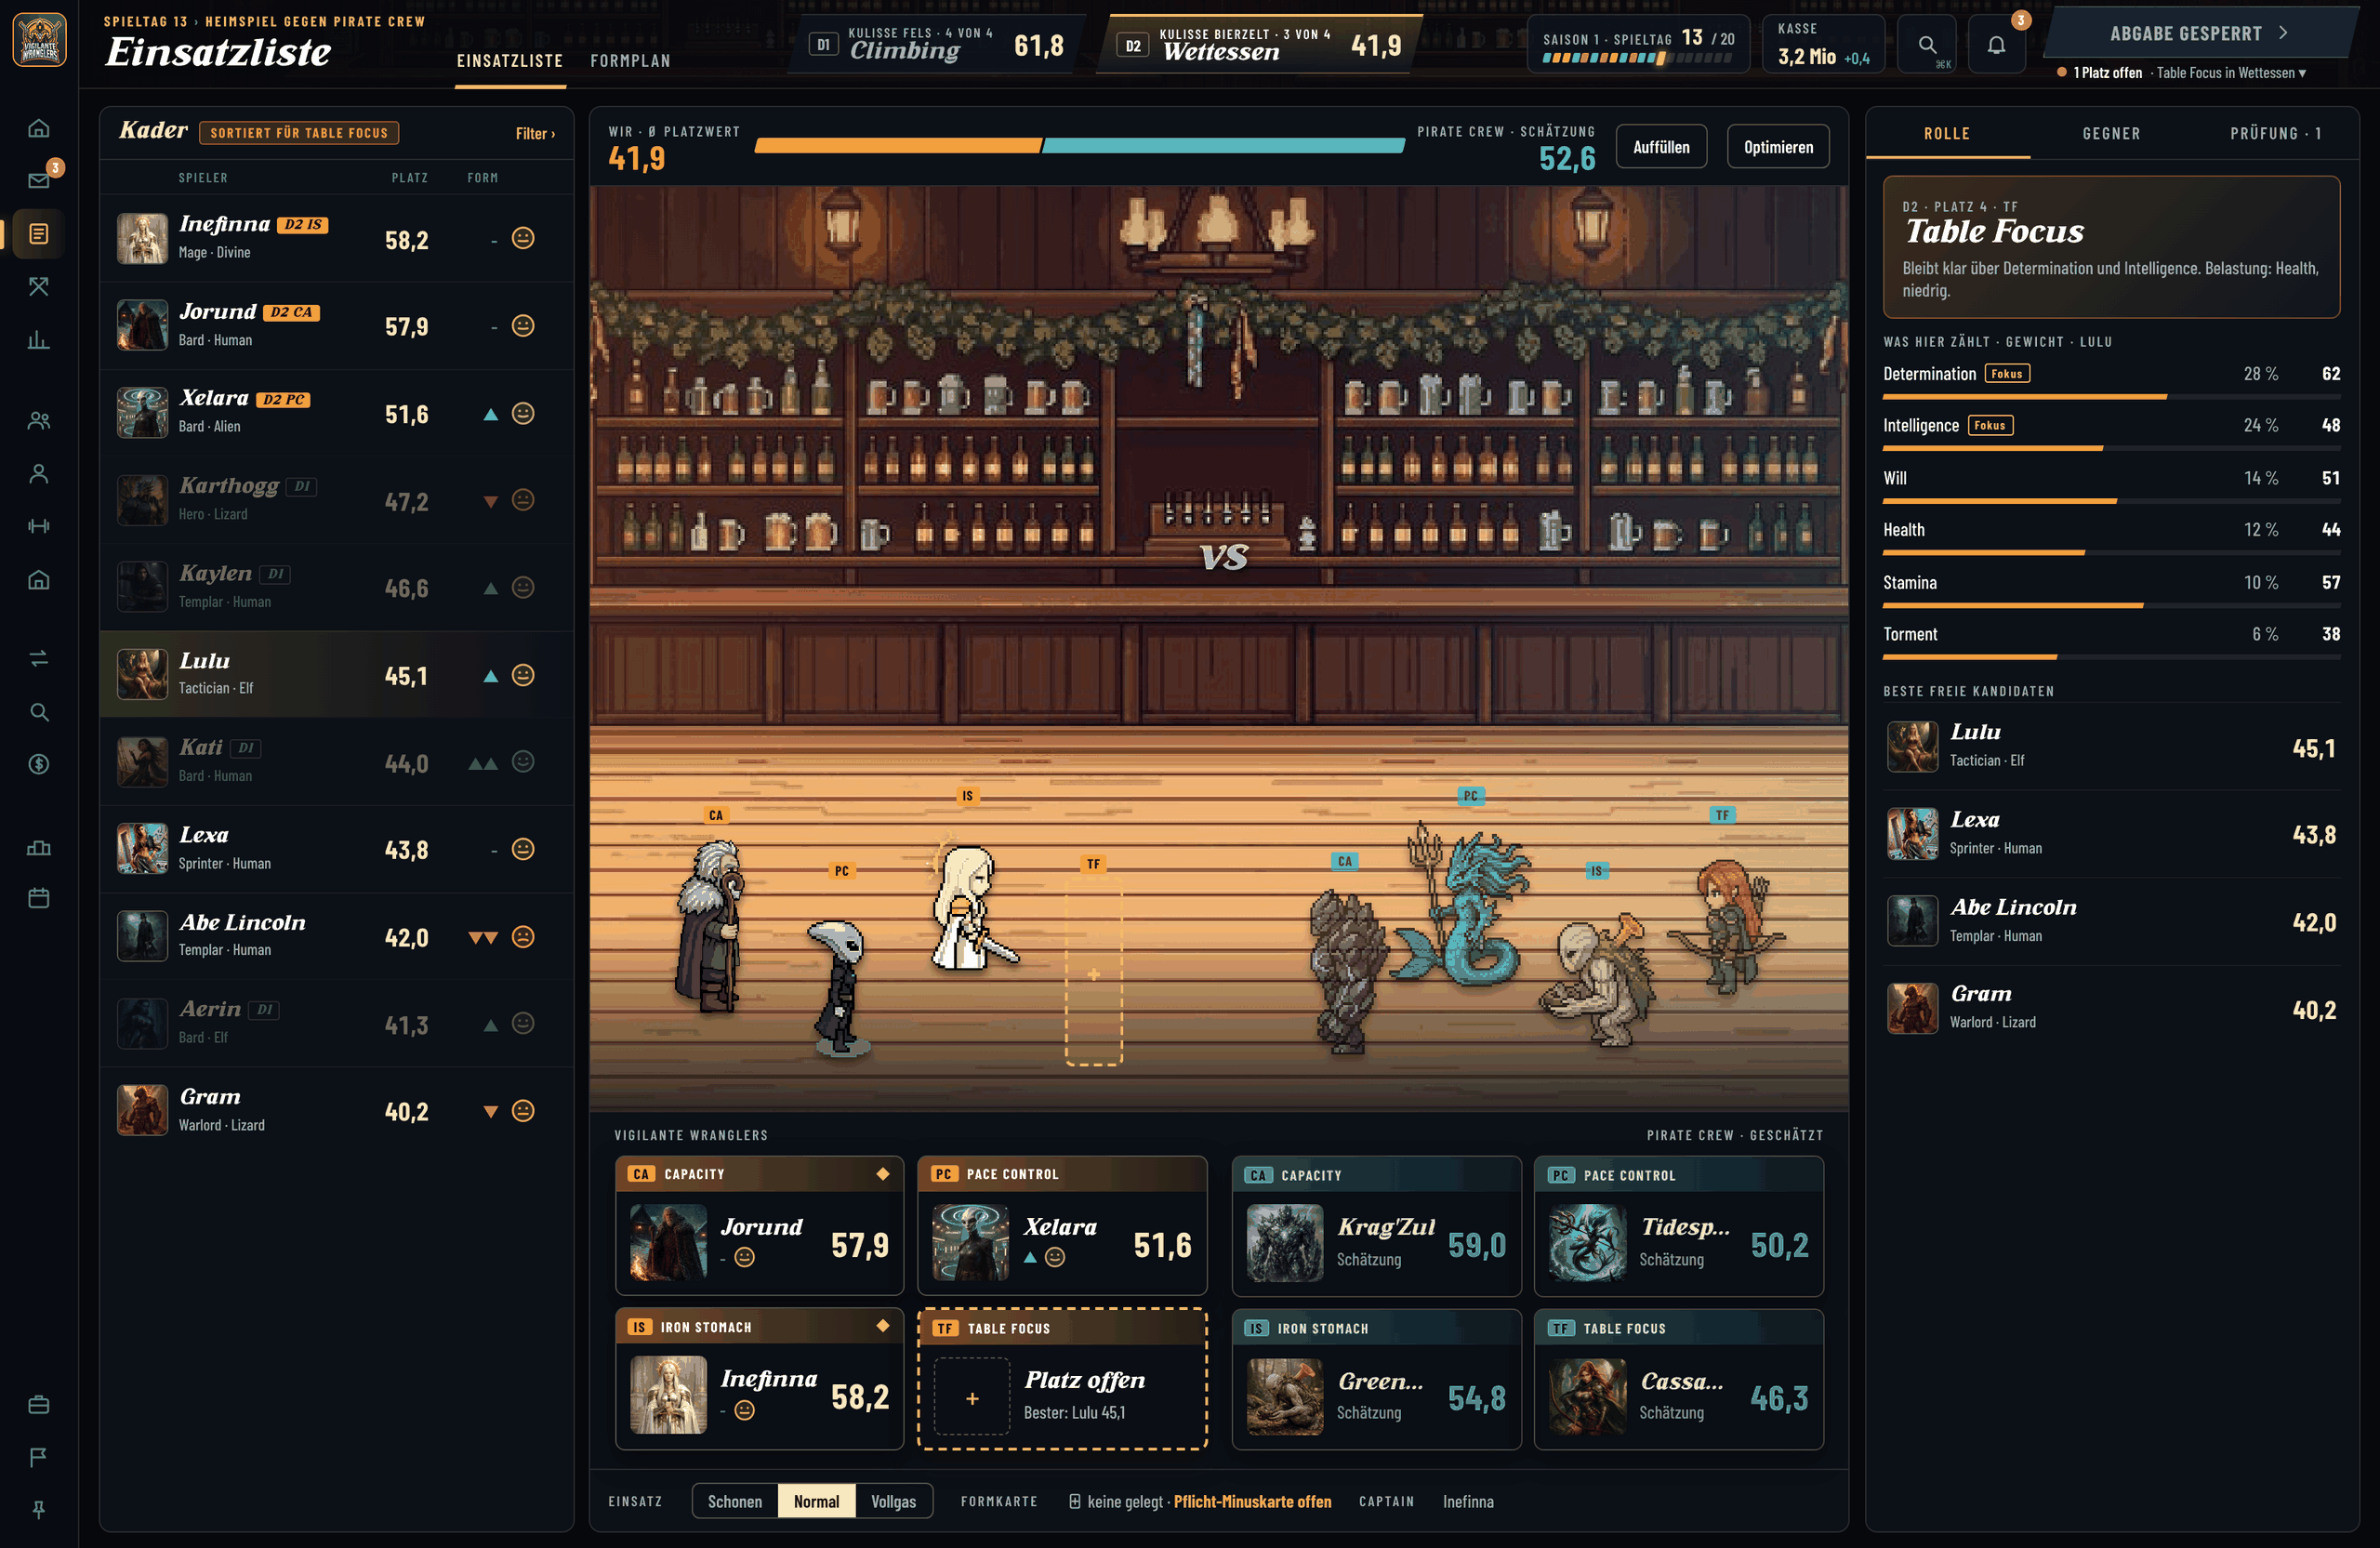 VIGILANTE WRANGLERS
SPIELTAG 13 › HEIMSPIEL GEGEN PIRATE CREW
Einsatzliste
EINSATZLISTE
FORMPLAN
D1
KULISSE FELS · 4 VON 4
Climbing
61,8
D2
KULISSE BIERZELT · 3 VON 4
Wettessen
41,9
SAISON 1 · SPIELTAG 13 / 20
KASSE
3,2 Mio +0,4
⌘K
3
ABGABE GESPERRT
1 Platz offen · Table Focus in Wettessen ▾
3
Kader
SORTIERT FÜR TABLE FOCUS
Filter ›
SPIELER PLATZ FORM
Inefinna D2 IS
Mage · Divine
58,2 -
Jorund D2 CA
Bard · Human
57,9 -
Xelara D2 PC
Bard · Alien
51,6 ▲
Karthogg D1
Hero · Lizard
47,2 ▼
Kaylen D1
Templar · Human
46,6 ▲
Lulu
Tactician · Elf
45,1 ▲
Kati D1
Bard · Human
44,0 ▲▲
Lexa
Sprinter · Human
43,8 -
Abe Lincoln
Templar · Human
42,0 ▼▼
Aerin D1
Bard · Elf
41,3 ▲
Gram
Warlord · Lizard
40,2 ▼
WIR · Ø PLATZWERT
41,9
PIRATE CREW · SCHÄTZUNG
52,6
Auffüllen
Optimieren
VS
CA
PC
IS
TF
+
CA
PC
IS
TF
VIGILANTE WRANGLERS
PIRATE CREW · GESCHÄTZT
CA CAPACITY
Jorund
-
57,9
PC PACE CONTROL
Xelara
▲
51,6
CA CAPACITY
Krag'Zul
Schätzung
59,0
PC PACE CONTROL
Tidesp...
Schätzung
50,2
IS IRON STOMACH
Inefinna
-
58,2
TF TABLE FOCUS
+
Platz offen
Bester: Lulu 45,1
IS IRON STOMACH
Green...
Schätzung
54,8
TF TABLE FOCUS
Cassa...
Schätzung
46,3
EINSATZ
Schonen
Normal
Vollgas
FORMKARTE
keine gelegt · Pflicht-Minuskarte offen
CAPTAIN
Inefinna
ROLLE
GEGNER
PRÜFUNG · 1
D2 · PLATZ 4 · TF
Table Focus
Bleibt klar über Determination und Intelligence. Belastung: Health,
niedrig.
WAS HIER ZÄHLT · GEWICHT · LULU
Determination Fokus 28 % 62
Intelligence Fokus 24 % 48
Will 14 % 51
Health 12 % 44
Stamina 10 % 57
Torment 6 % 38
BESTE FREIE KANDIDATEN
Lulu
Tactician · Elf
45,1
Lexa
Sprinter · Human
43,8
Abe Lincoln
Templar · Human
42,0
Gram
Warlord · Lizard
40,2